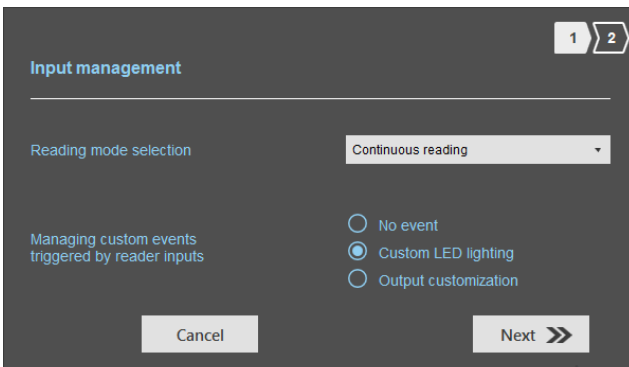 1 2
Input management
Reading mode selection
Continuous reading
Managing custom events
triggered by reader inputs
No event
Custom LED lighting
Output customization
Cancel
Next